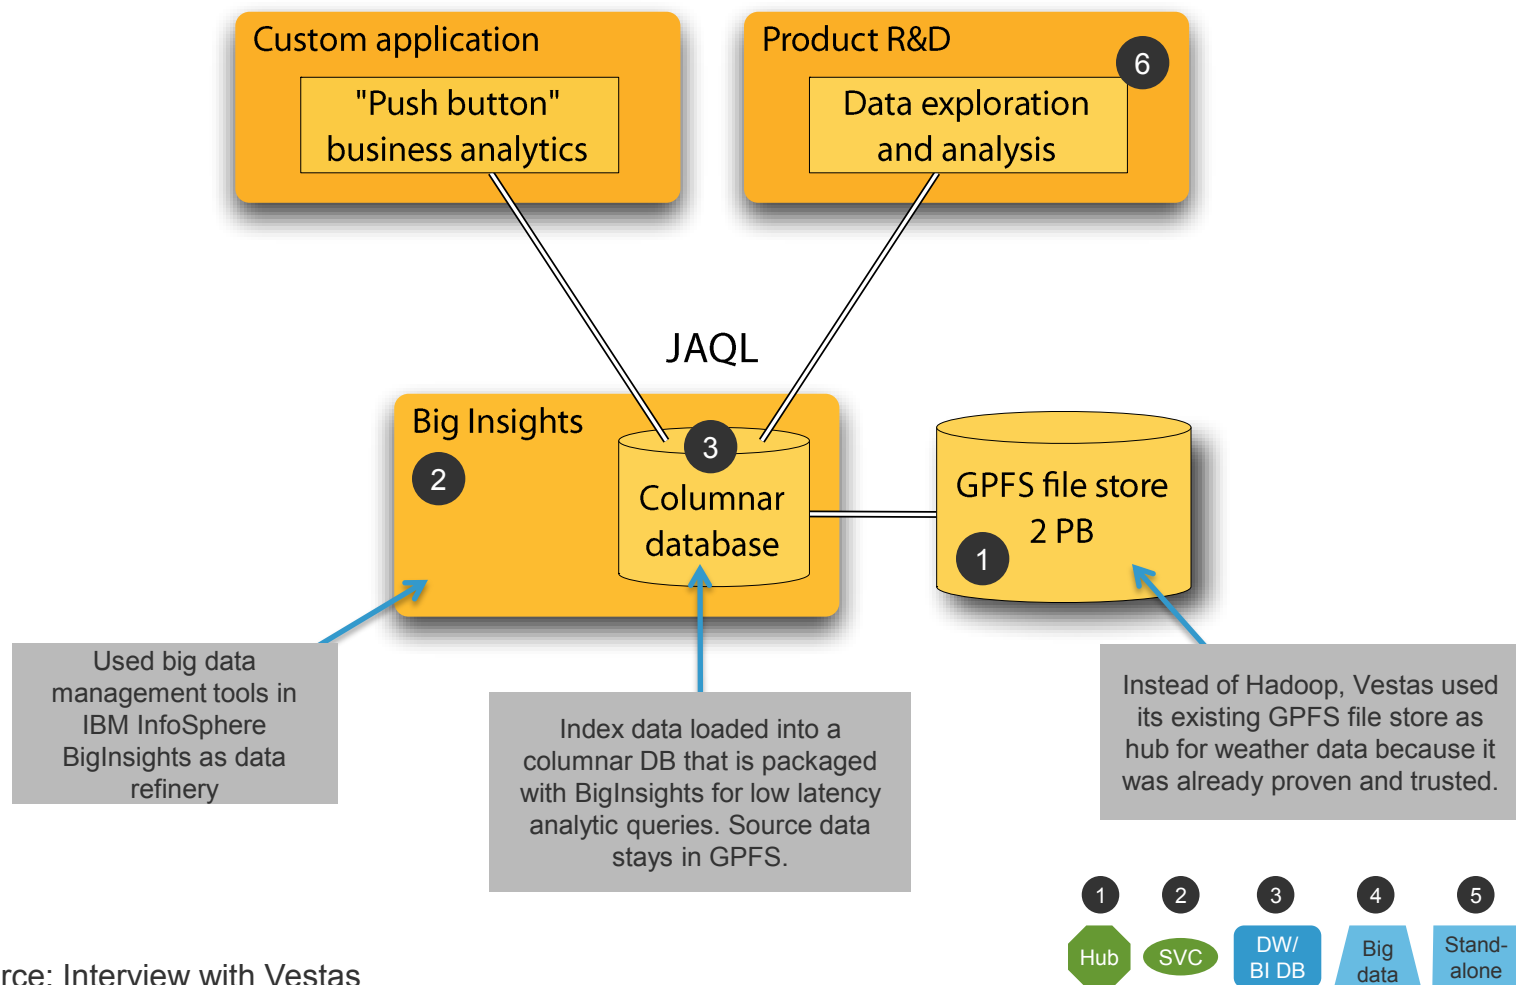 Custom application
"Push button"
business analytics
Product R&D
6
Data exploration
and analysis
JAQL
Big Insights
2
3
Columnar
database
GPFS file store
2 PB
1
Used big data
management tools in
IBM InfoSphere
BigInsights as data
refinery
Index data loaded into a
columnar DB that is packaged
with BigInsights for low latency
analytic queries. Source data
stays in GPFS.
Instead of Hadoop, Vestas used
its existing GPFS file store as
hub for weather data because it
was already proven and trusted.
1
2
3
4
5
Hub
SVC
DW/
BI DB
Big
data
Stand-
alone
rce: Interview with Vestas